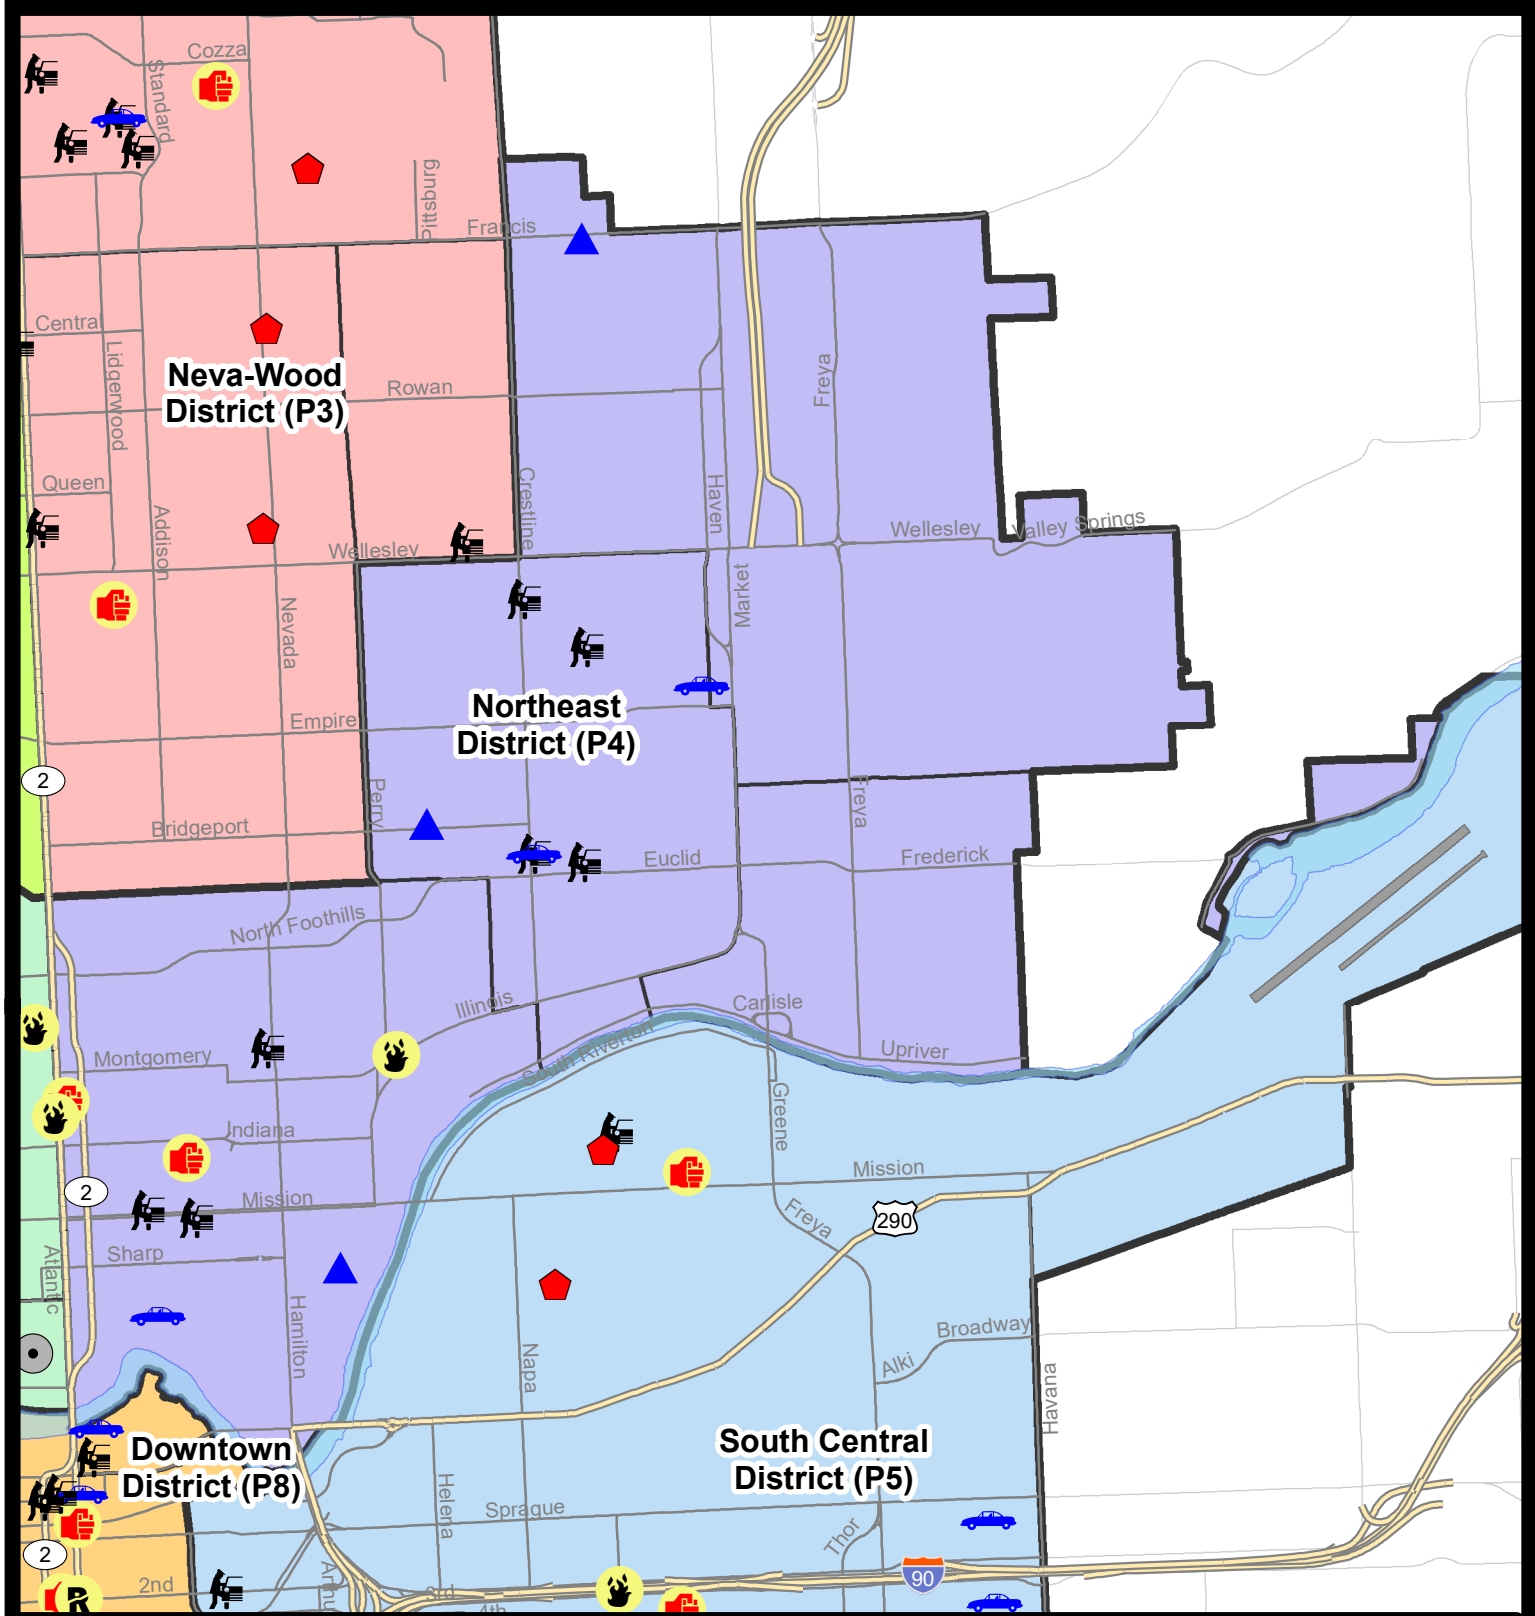 Cozza
Standard
Pittsburg
Francis
Central
Lidgerwood
Neva-Wood
District (P3)
Rowan
Freya
Queen
Addison
Crestline
Haven
Wellesley
Wellesley
Valley Springs
Nevada
Market
Northeast
District (P4)
Empire
2
Perry
Freya
Bridgeport
Euclid
Frederick
North Foothills
Illinois
Carlisle
South Riverton
Upriver
Montgomery
Greene
Indiana
Mission
2
Mission
Freya
290
Sharp
Atlantic
Hamilton
Napa
Broadway
Alki
Havana
Downtown
District (P8)
South Central
District (P5)
Helena
Sprague
Thor
2
2nd
R
3rd
4th
90